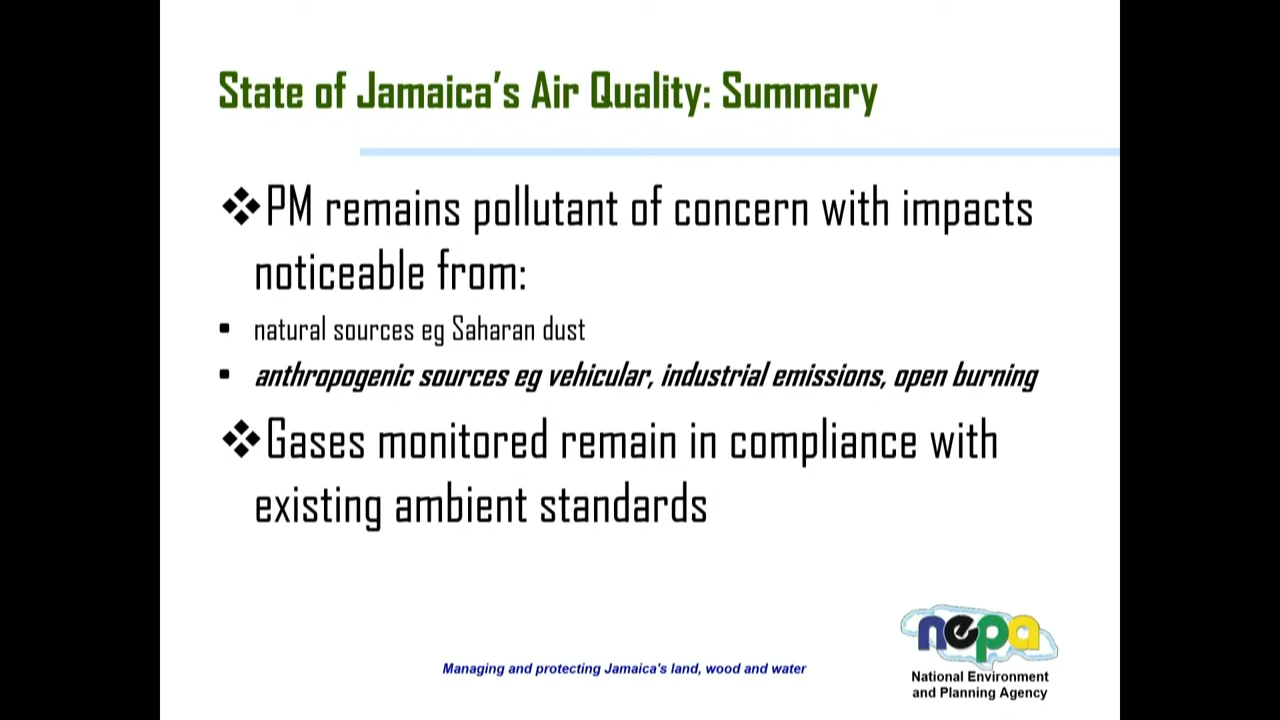 State of Jamaica's Air Quality: Summary
❖PM remains pollutant of concern with impacts
noticeable from:
▪ natural sources eg Saharan dust
▪ anthropogenic sources eg vehicular, industrial emissions, open burning
❖Gases monitored remain in compliance with
existing ambient standards
nepa
Managing and protecting Jamaica's land, wood and water
National Environment
and Planning Agency